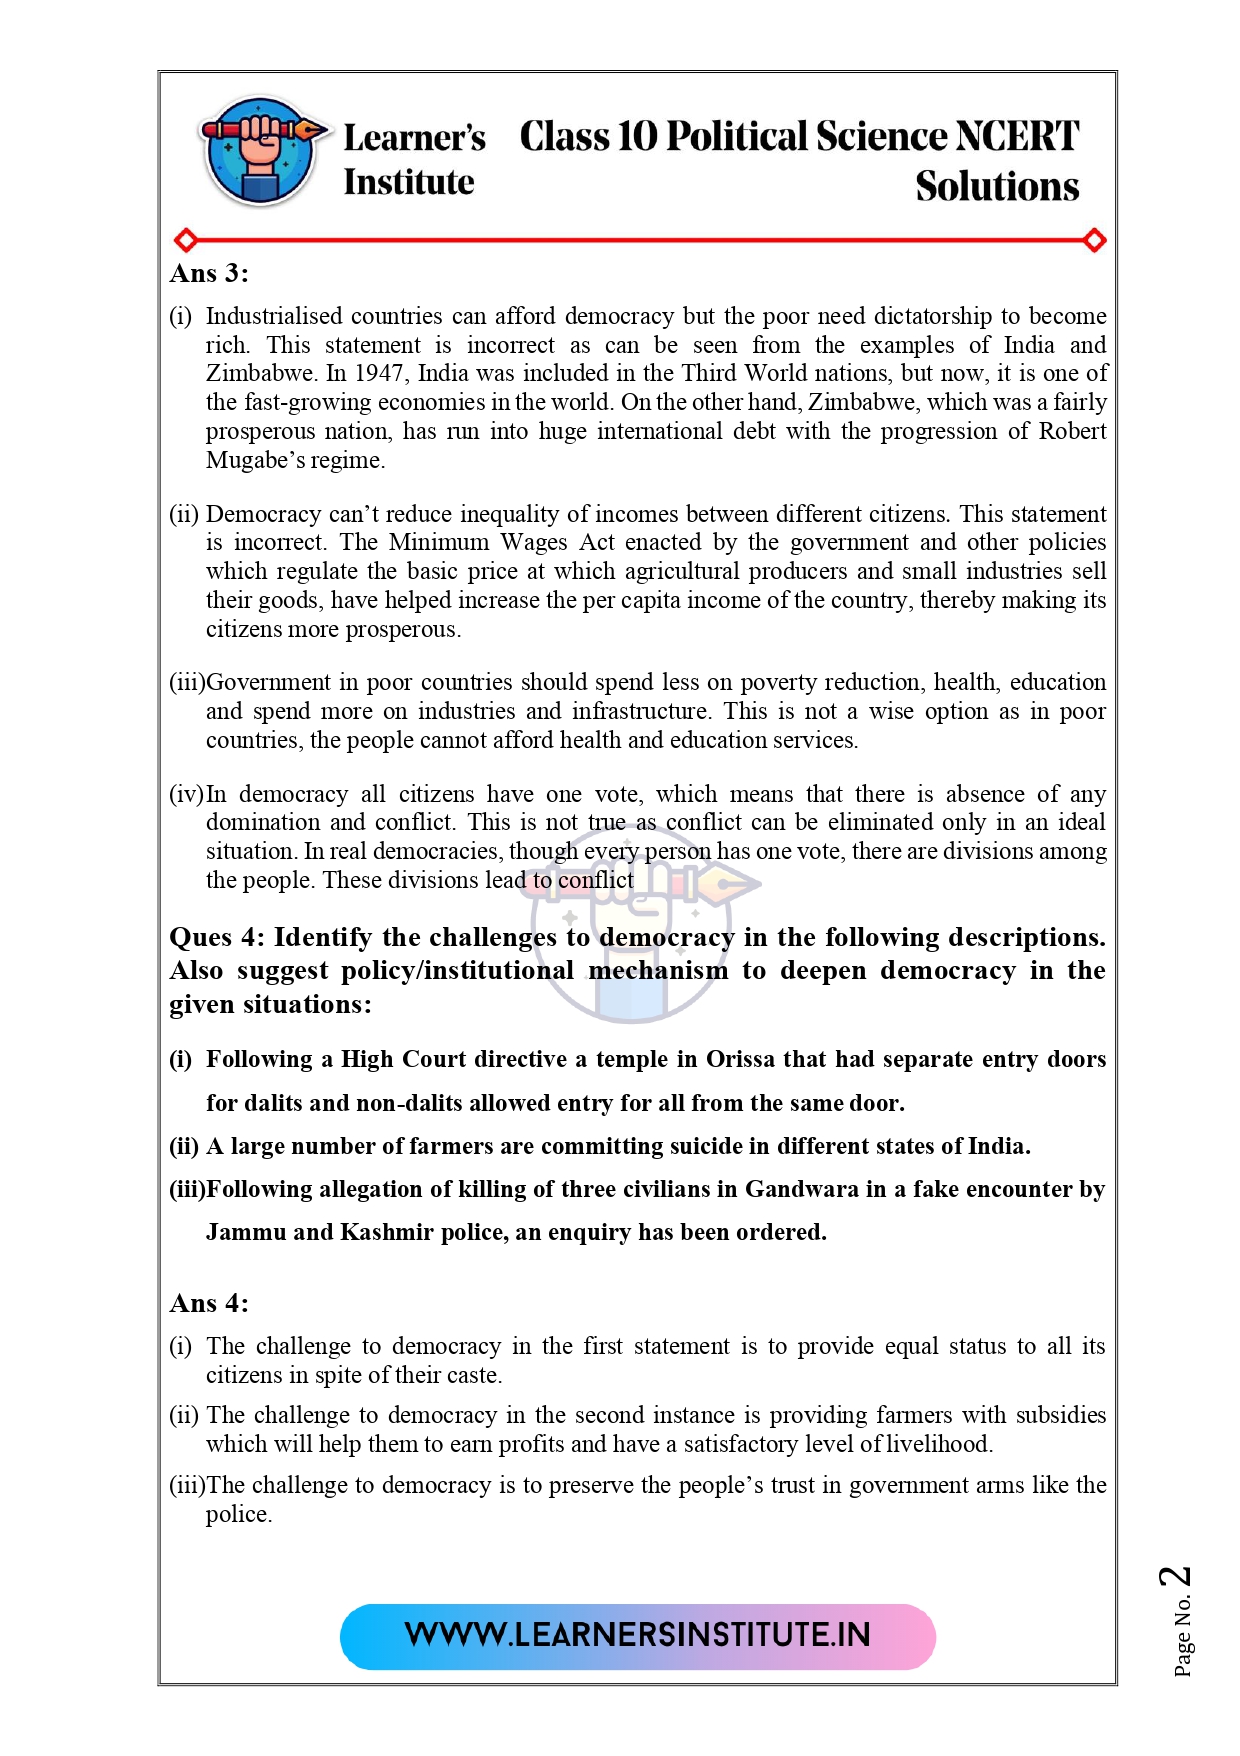 Learner's Class 10 Political Science NCERT
Institute Solutions
Ans 3:
(i) Industrialised countries can afford democracy but the poor need dictatorship to become
rich. This statement is incorrect as can be seen from the examples of India and
Zimbabwe. In 1947, India was included in the Third World nations, but now, it is one of
the fast-growing economies in the world. On the other hand, Zimbabwe, which was a fairly
prosperous nation, has run into huge international debt with the progression of Robert
Mugabe's regime.
(ii) Democracy can't reduce inequality of incomes between different citizens. This statement
is incorrect. The Minimum Wages Act enacted by the government and other policies
which regulate the basic price at which agricultural producers and small industries sell
their goods, have helped increase the per capita income of the country, thereby making its
citizens more prosperous.
(iii)Government in poor countries should spend less on poverty reduction, health, education
and spend more on industries and infrastructure. This is not a wise option as in poor
countries, the people cannot afford health and education services.
(iv)In democracy all citizens have one vote, which means that there is absence of any
domination and conflict. This is not true as conflict can be eliminated only in an ideal
situation. In real democracies, though every person has one vote, there are divisions among
the people. These divisions lead to conflict
Ques 4: Identify the challenges to democracy in the following descriptions.
Also suggest policy/institutional mechanism to deepen democracy in the
given situations:
(i) Following a High Court directive a temple in Orissa that had separate entry doors
for dalits and non-dalits allowed entry for all from the same door.
(ii) A large number of farmers are committing suicide in different states of India.
(iii)Following allegation of killing of three civilians in Gandwara in a fake encounter by
Jammu and Kashmir police, an enquiry has been ordered.
Ans 4:
(i) The challenge to democracy in the first statement is to provide equal status to all its
citizens in spite of their caste.
(ii) The challenge to democracy in the second instance is providing farmers with subsidies
which will help them to earn profits and have a satisfactory level of livelihood.
(iii)The challenge to democracy is to preserve the people's trust in government arms like the
police.
WWW.LEARNERSINSTITUTE.IN
Page No. 2